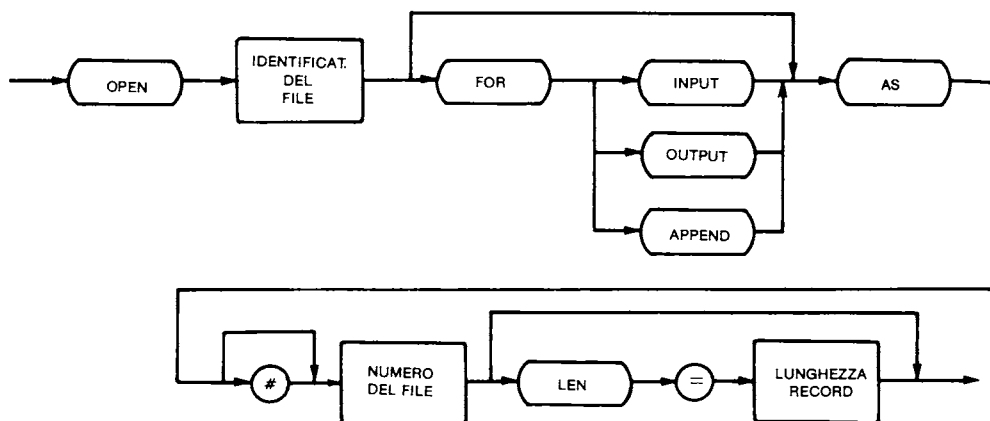 OPEN
IDENTIFICAT.
DEL
FILE
FOR
INPUT
AS
OUTPUT
APPEND
#
NUMERO
DEL FILE
LEN
=
LUNGHEZZA
RECORD